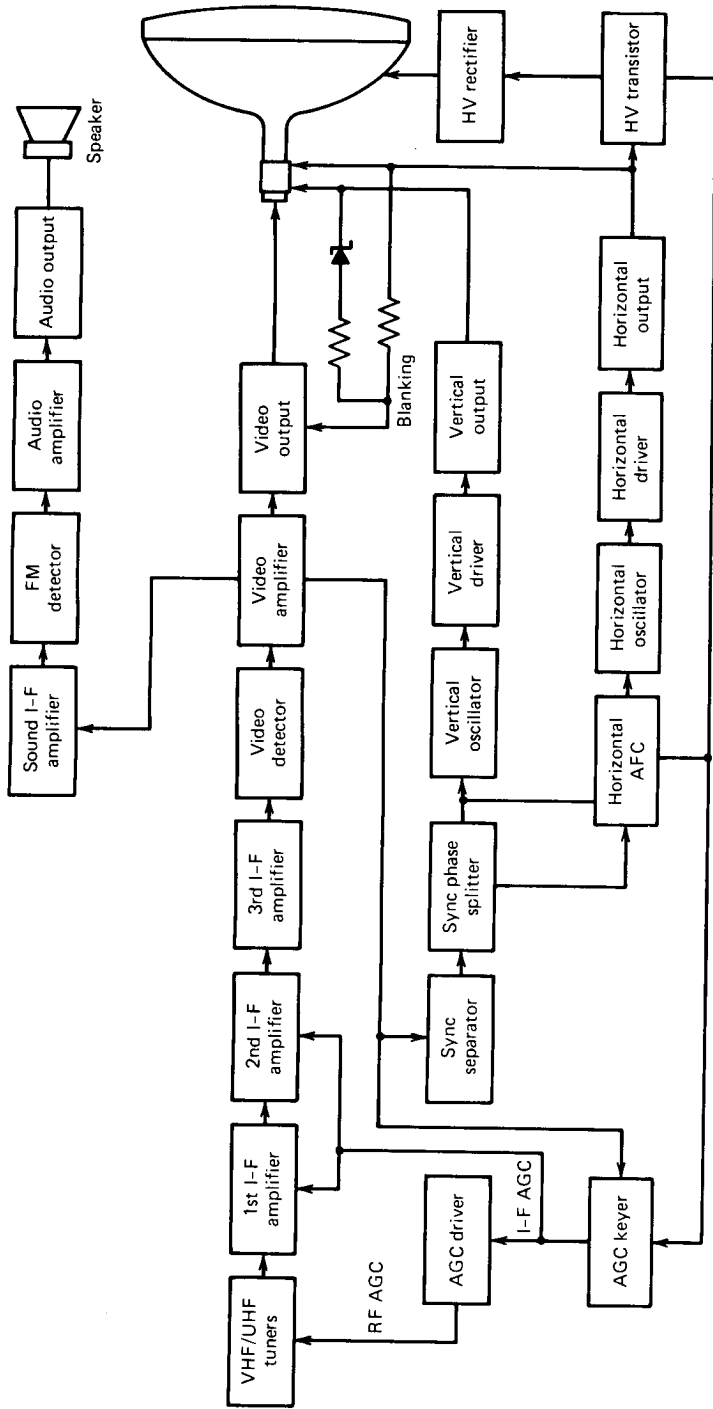 Speaker
Audio output
Audio
amplifier
FM
detector
Sound I-F
amplifier
VHF/UHF
tuners
1st I-F
amplifier
2nd I-F
amplifier
3rd I-F
amplifier
Video
detector
Video
amplifier
Video
output
Blanking
HV rectifier
HV transistor
RF AGC
AGC driver
I-F AGC
AGC keyer
Sync
separator
Sync phase
splitter
Vertical
oscillator
Vertical
driver
Vertical
output
Horizontal
AFC
Horizontal
oscillator
Horizontal
driver
Horizontal
output